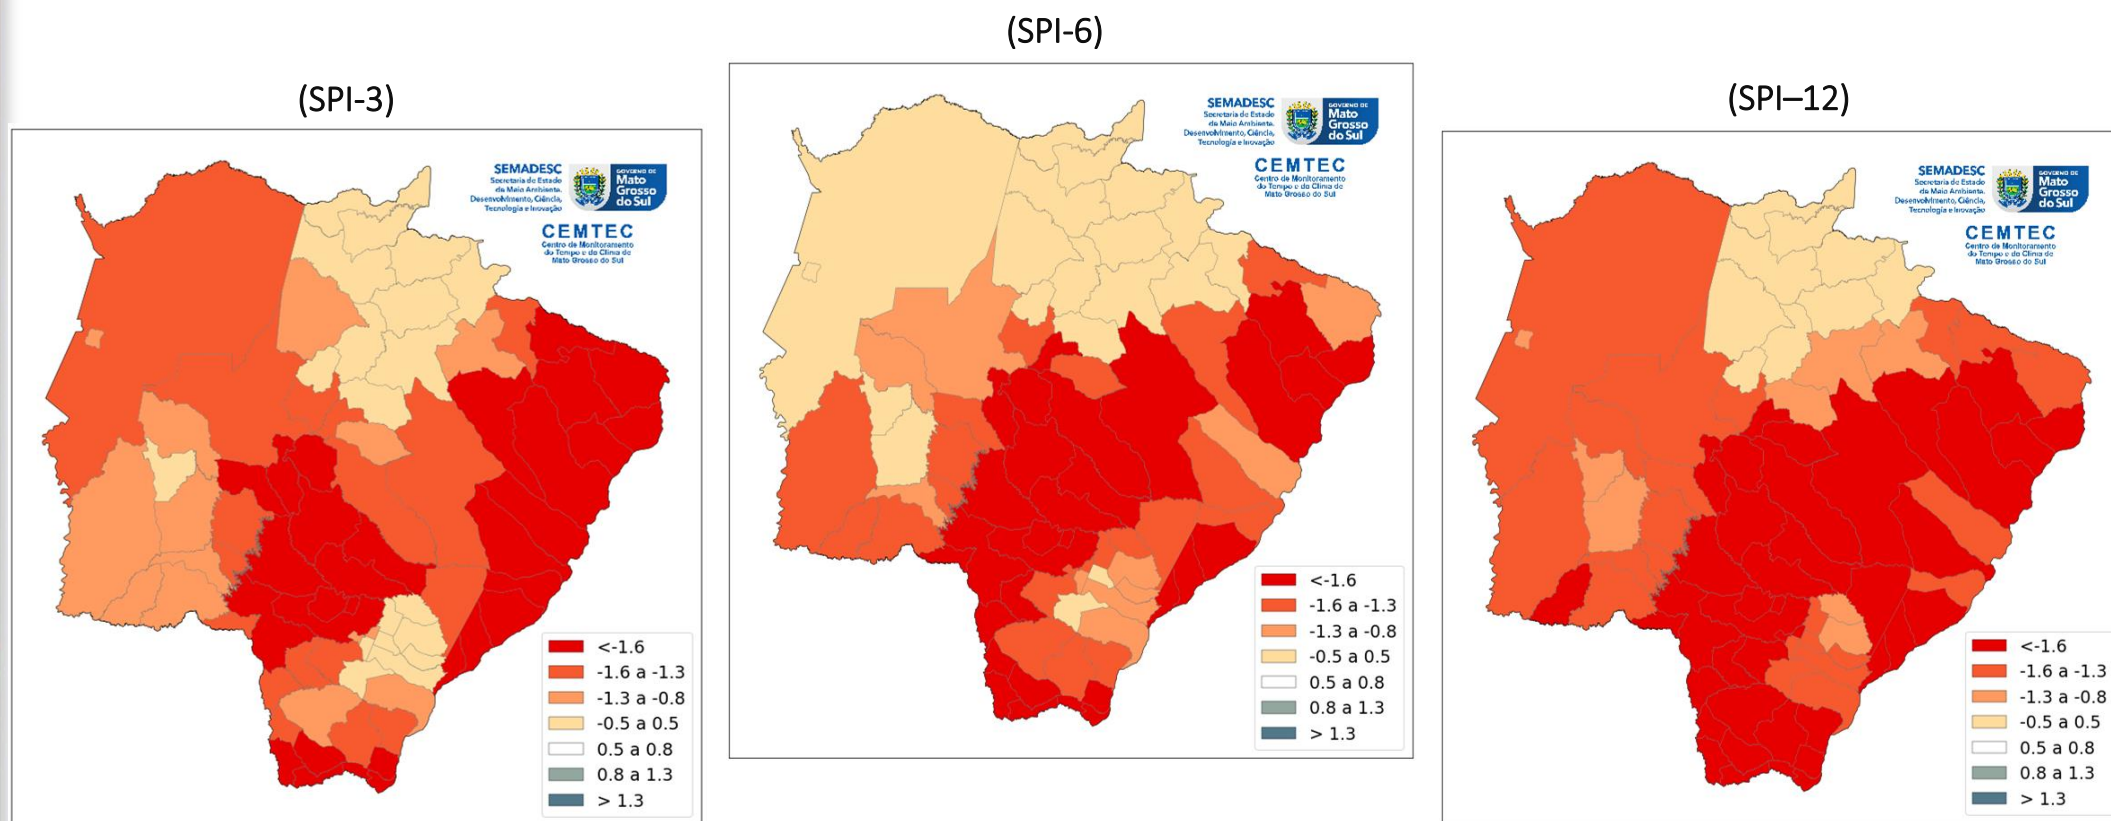 (SPI-3)
SEMADESC
Secretaria de Estado
de Meio Ambiente,
Desenvolvimento, Ciência,
Tecnologia e Inovação
GOVERNO DE
Mato
Grosso
do Sul
CEMTEC
Centro de Monitoramento
do Tempo e do Clima de
Mato Grosso do Sul
<-1.6
-1.6 a -1.3
-1.3 a -0.8
-0.5 a 0.5
0.5 a 0.8
0.8 a 1.3
> 1.3
(SPI-6)
SEMADESC
Secretaria de Estado
de Meio Ambiente,
Desenvolvimento, Ciência,
Tecnologia e Inovação
GOVERNO DE
Mato
Grosso
do Sul
CEMTEC
Centro de Monitoramento
do Tempo e do Clima de
Mato Grosso do Sul
<-1.6
-1.6 a -1.3
-1.3 a -0.8
-0.5 a 0.5
0.5 a 0.8
0.8 a 1.3
> 1.3
(SPI–12)
SEMADESC
Secretaria de Estado
de Meio Ambiente,
Desenvolvimento, Ciência,
Tecnologia e Inovação
GOVERNO DE
Mato
Grosso
do Sul
CEMTEC
Centro de Monitoramento
do Tempo e do Clima de
Mato Grosso do Sul
<-1.6
-1.6 a -1.3
-1.3 a -0.8
-0.5 a 0.5
0.5 a 0.8
0.8 a 1.3
> 1.3